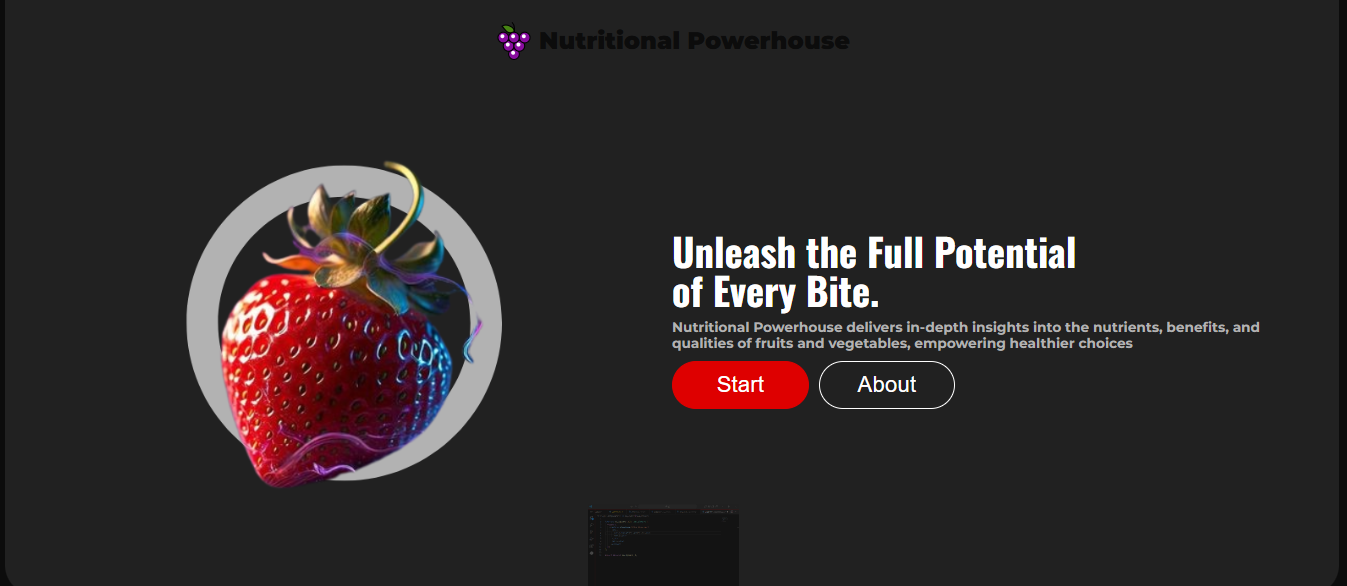 Nutritional Powerhouse
Unleash the Full Potential
of Every Bite.
Nutritional Powerhouse delivers in-depth insights into the nutrients, benefits, and
qualities of fruits and vegetables, empowering healthier choices
Start About